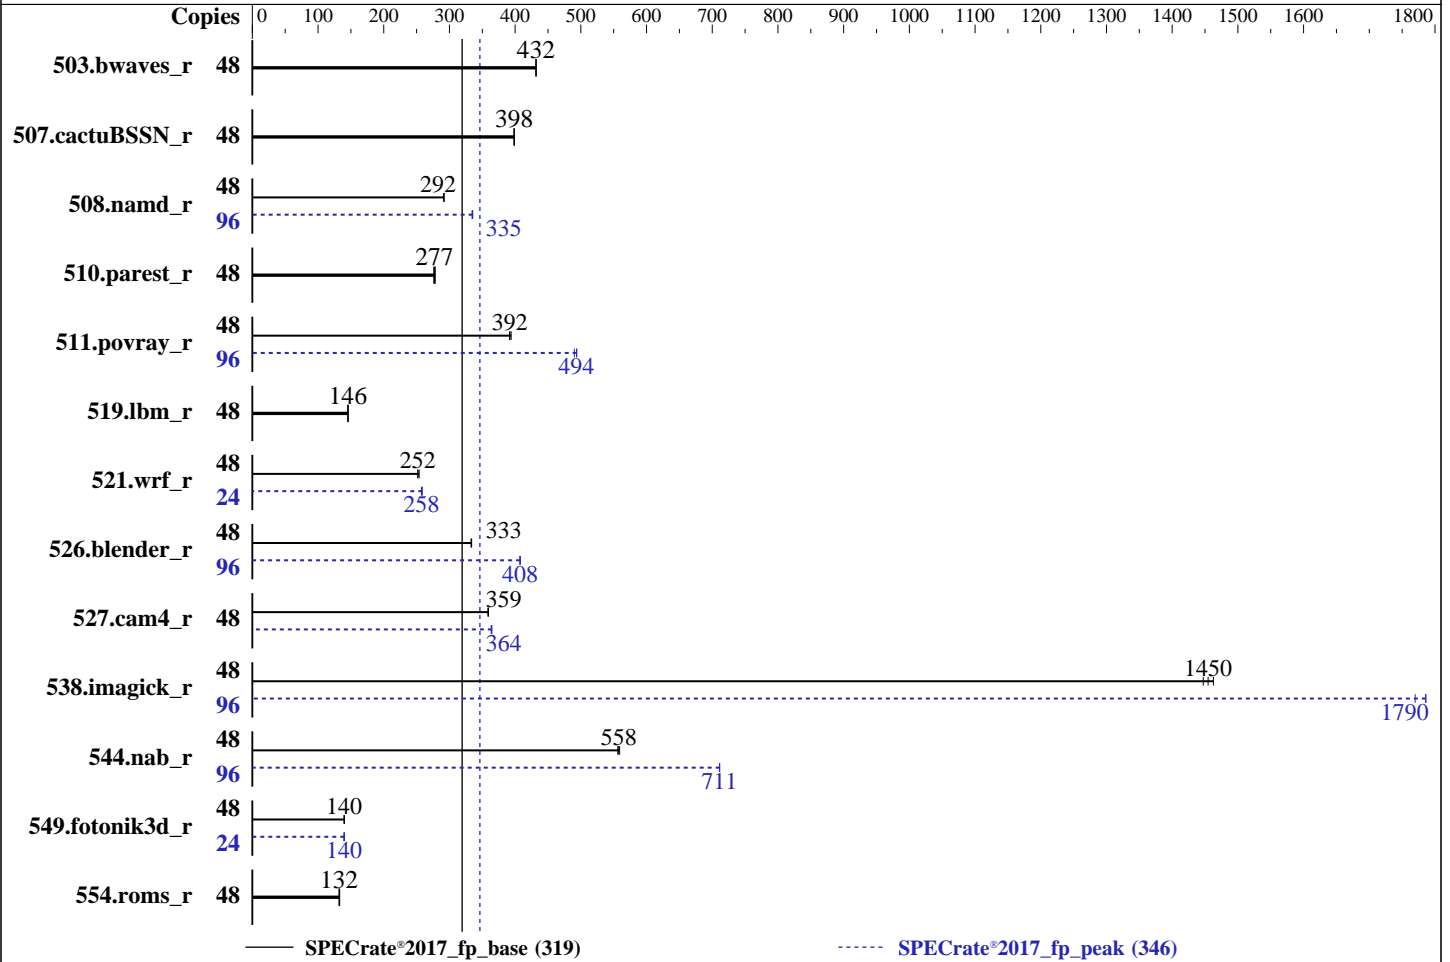 Copies 0 100 200 300 400 500 600 700 800 900 1000 1100 1200 1300 1400 1500 1600 1800
503.bwaves_r 48 432
507.cactuBSSN_r 48 398
508.namd_r 48 292
96 335
510.parest_r 48 277
511.povray_r 48 392
96 494
519.lbm_r 48 146
521.wrf_r 48 252
24 258
526.blender_r 48 333
96 408
527.cam4_r 48 359
364
538.imagick_r 48 1450
96 1790
544.nab_r 48 558
96 711
549.fotonik3d_r 48 140
24 140
554.roms_r 48 132
SPECrate®2017_fp_base (319) SPECrate®2017_fp_peak (346)